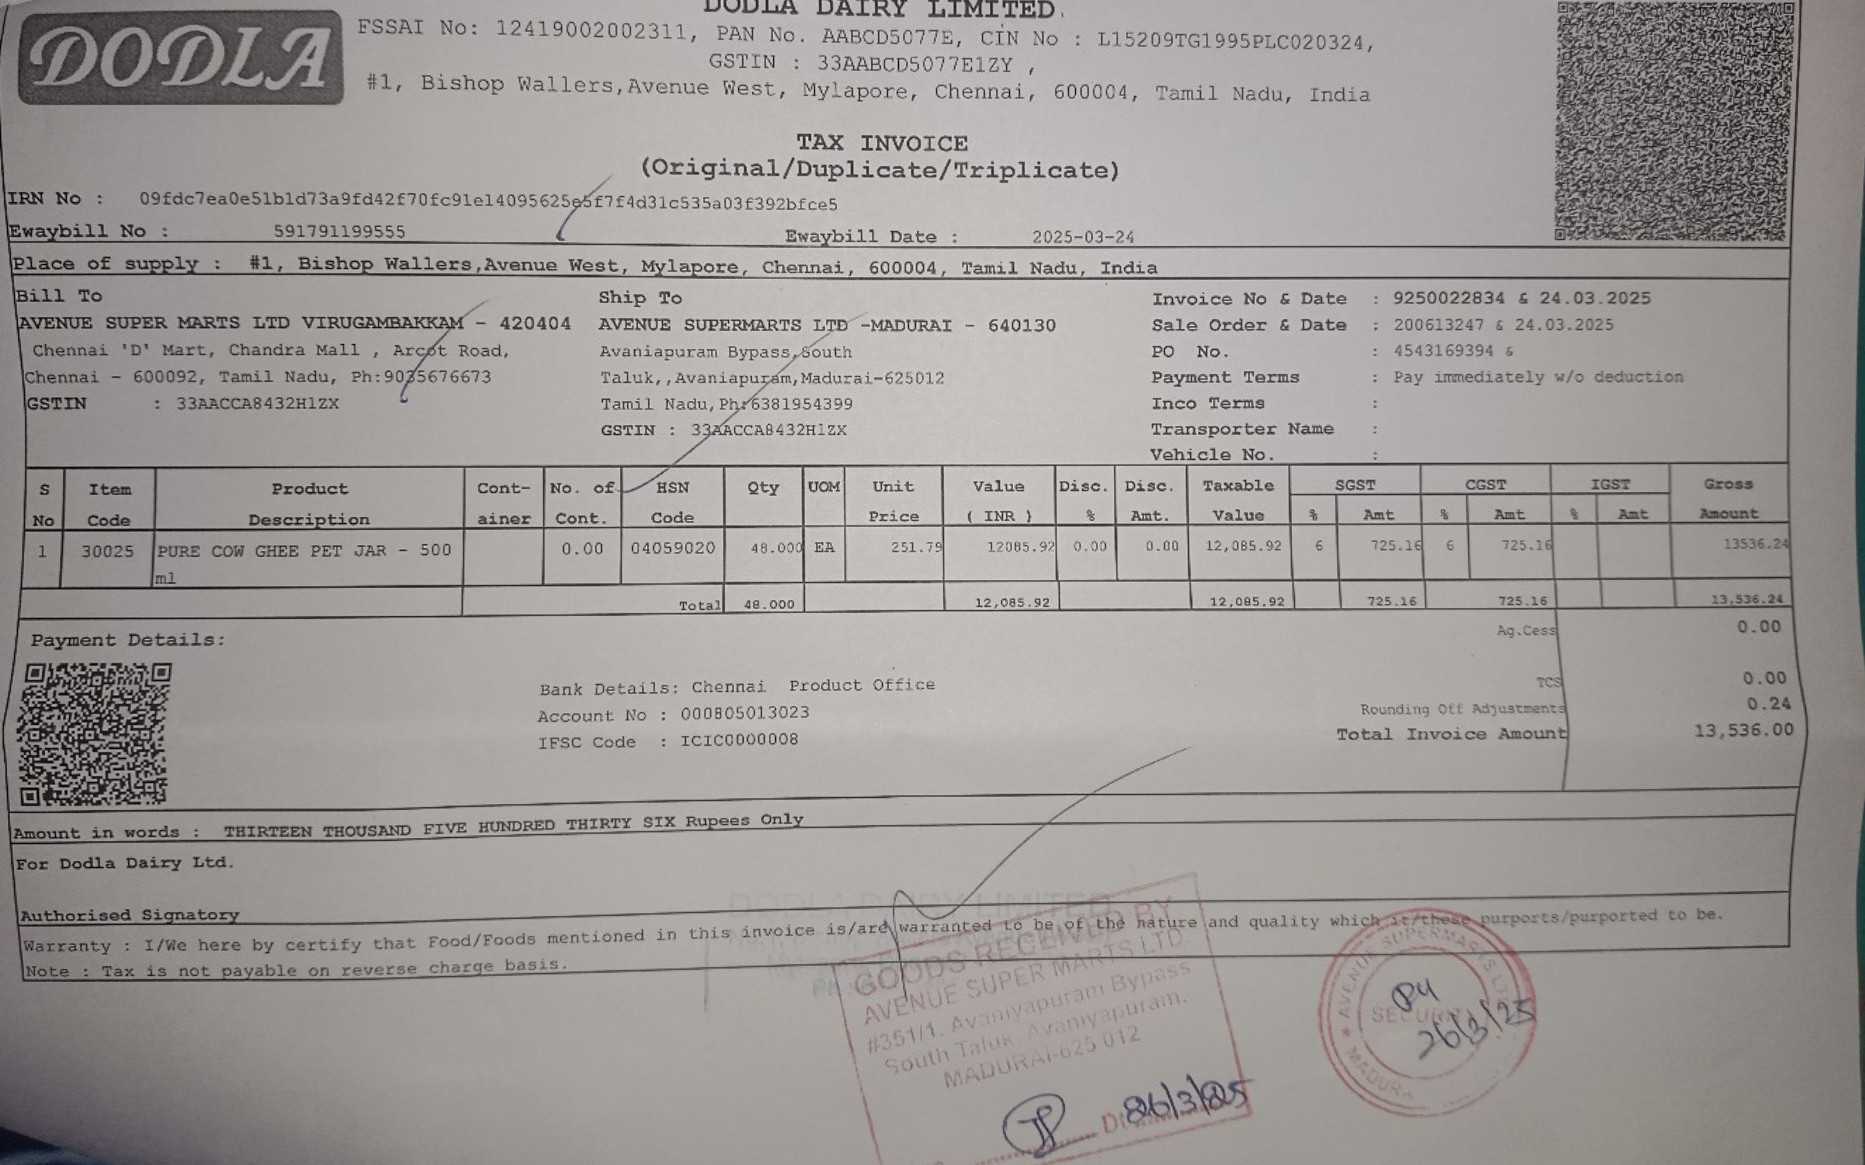 DODLA
DODLA DAIRY LIMITED.
FSSAI No: 12419002002311, PAN No. AABCD5077E, CIN No : L15209TG1995PLC020324,
GSTIN : 33AABCD5077E1ZY ,
#1, Bishop Wallers,Avenue West, Mylapore, Chennai, 600004, Tamil Nadu, India
TAX INVOICE
(Original/Duplicate/Triplicate)
IRN No : 09fdc7ea0e51b1d73a9fd42f70fc91e14095625e5f7f4d31c535a03f392bfce5
Ewaybill No : 591791199555 Ewaybill Date : 2025-03-24
Place of supply : #1, Bishop Wallers,Avenue West, Mylapore, Chennai, 600004, Tamil Nadu, India
Bill To
AVENUE SUPER MARTS LTD VIRUGAMBAKKAM - 420404
Chennai 'D' Mart, Chandra Mall , Arcot Road,
Chennai - 600092, Tamil Nadu, Ph:9035676673
GSTIN : 33AACCA8432H1ZX
Ship To
AVENUE SUPERMARTS LTD -MADURAI - 640130
Avaniapuram Bypass,South
Taluk,,Avaniapuram,Madurai-625012
Tamil Nadu,Ph:6381954399
GSTIN : 33AACCA8432H1ZX
Invoice No & Date : 9250022834 & 24.03.2025
Sale Order & Date : 200613247 & 24.03.2025
PO No. : 4543169394 &
Payment Terms : Pay immediately w/o deduction
Inco Terms :
Transporter Name :
Vehicle No. :
S No Item Code Product Description Cont-ainer No. of Cont. HSN Code Qty UOM Unit Price Value ( INR ) Disc. % Disc. Amt. Taxable Value SGST % Amt CGST % Amt IGST % Amt Gross Amount
1 30025 PURE COW GHEE PET JAR - 500 ml 0.00 04059020 48.000 EA 251.79 12085.92 0.00 0.00 12,085.92 6 725.16 6 725.16 13536.24
Total 48.000 12,085.92 12,085.92 725.16 725.16 13,536.24
Payment Details:
Ag.Cess 0.00
TCS 0.00
Rounding Off Adjustments 0.24
Total Invoice Amount 13,536.00
Bank Details: Chennai Product Office
Account No : 000805013023
IFSC Code : ICIC0000008
Amount in words : THIRTEEN THOUSAND FIVE HUNDRED THIRTY SIX Rupees Only
For Dodla Dairy Ltd.
DODLA DAIRY LIMITED
Authorised Signatory
Warranty : I/We here by certify that Food/Foods mentioned in this invoice is/are warranted to be of the nature and quality which it/these purports/purported to be.
Note : Tax is not payable on reverse charge basis.
GOODS RECEIVED BY
AVENUE SUPER MARTS LTD.
#351/1. Avaniyapuram Bypass
South Taluk Avaniyapuram.
MADURAI-625 012
26/3/25
AVENUE SUPERMARTS LTD
SECURITY
MADURAI
26/3/25